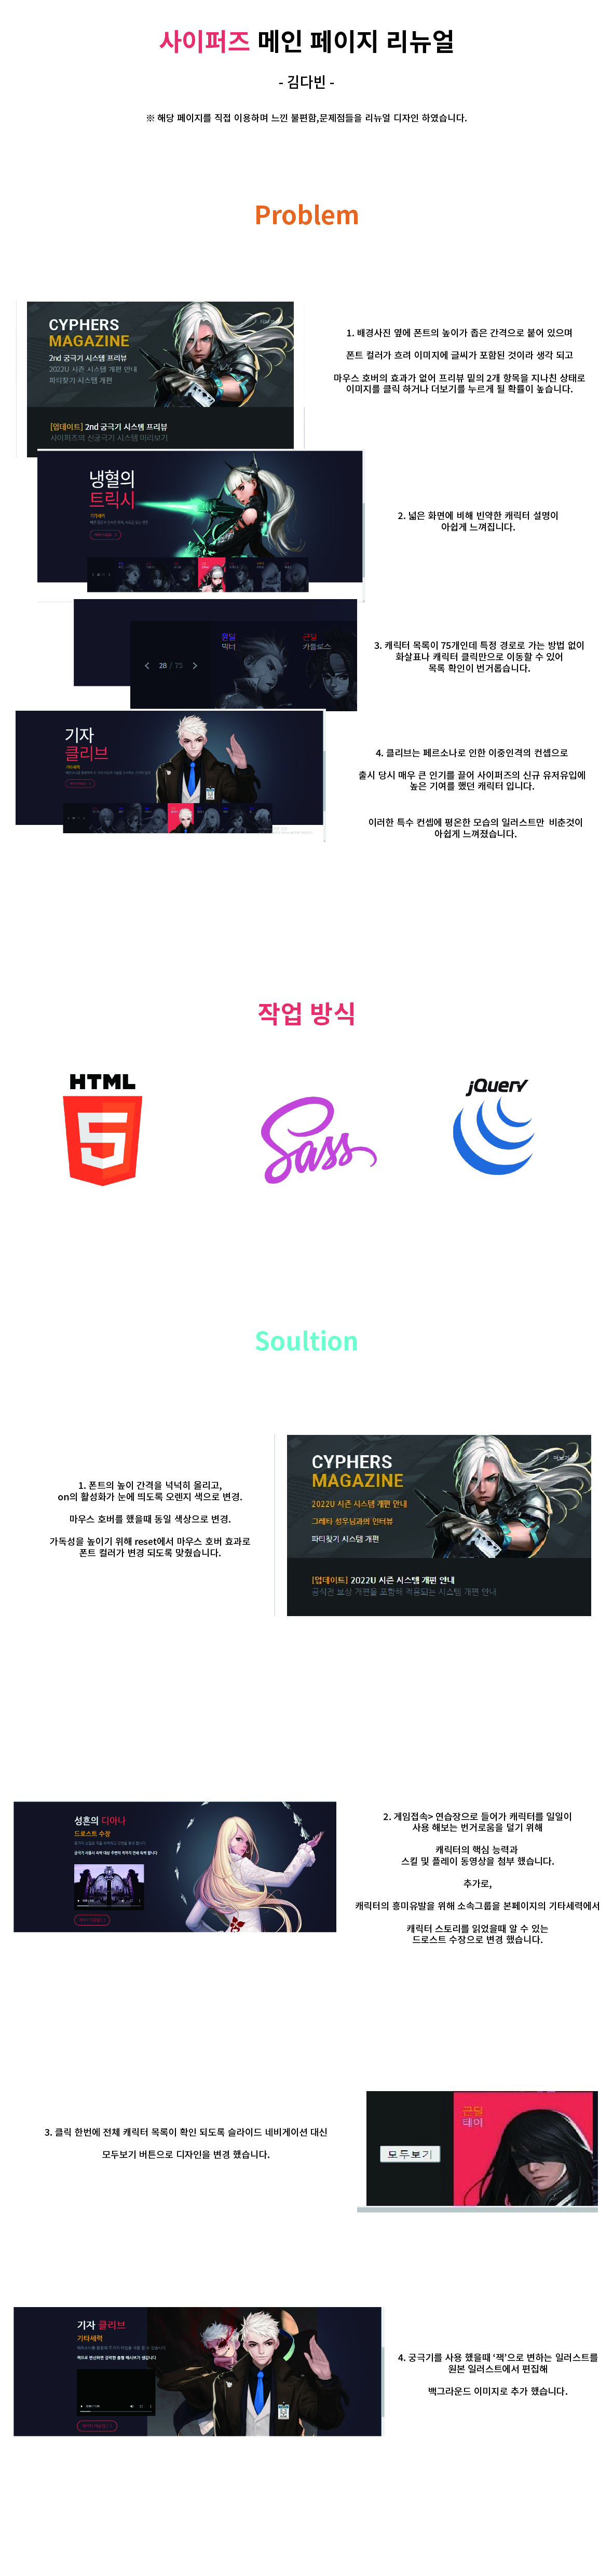 사이퍼즈 메인 페이지 리뉴얼
- 김다빈 -
※ 해당 페이지를 직접 이용하며 느낀 불편함,문제점들을 리뉴얼 디자인 하였습니다.
Problem
CYPHERS
MAGAZINE
2nd 궁극기 시스템 프리뷰
2022U 시즌 시스템 개편 안내
파티찾기 시스템 개편
[업데이트] 2nd 궁극기 시스템 프리뷰
사이퍼즈의 신궁극기 시스템 미리보기
1. 배경사진 옆에 폰트의 높이가 좁은 간격으로 붙어 있으며
폰트 컬러가 흐려 이미지에 글씨가 포함된 것이라 생각 되고
마우스 호버의 효과가 없어 프리뷰 밑의 2개 항목을 지나친 상태로
이미지를 클릭 하거나 더보기를 누르게 될 확률이 높습니다.
냉혈의
트릭시
기타세력
2. 넓은 화면에 비해 빈약한 캐릭터 설명이
아쉽게 느껴집니다.
원딜
믹터
근딜
카를로스
28 / 75
3. 캐릭터 목록이 75개인데 특정 경로로 가는 방법 없이
화살표나 캐릭터 클릭만으로 이동할 수 있어
목록 확인이 번거롭습니다.
기자
클리브
기타세력
4. 클리브는 페르소나로 인한 이중인격의 컨셉으로
출시 당시 매우 큰 인기를 끌어 사이퍼즈의 신규 유저유입에
높은 기여를 했던 캐릭터 입니다.
이러한 특수 컨셉에 평온한 모습의 일러스트만 비춘것이
아쉽게 느껴졌습니다.
작업 방식
HTML
5
Sass
jQuery
Soultion
1. 폰트의 높이 간격을 넉넉히 올리고,
on의 활성화가 눈에 띄도록 오렌지 색으로 변경.
마우스 호버를 했을때 동일 색상으로 변경.
가독성을 높이기 위해 reset에서 마우스 호버 효과로
폰트 컬러가 변경 되도록 맞췄습니다.
CYPHERS
MAGAZINE
2022U 시즌 시스템 개편 안내
그레타 성우님과의 인터뷰
파티찾기 시스템 개편
[업데이트] 2022U 시즌 시스템 개편 안내
공식전 보상 개편을 포함해 적용되는 시스템 개편 안내
성흔의 디아나
드로스트 수장
2. 게임접속> 연습장으로 들어가 캐릭터를 일일이
사용 해보는 번거로움을 덜기 위해
캐릭터의 핵심 능력과
스킬 및 플레이 동영상을 첨부 했습니다.
추가로,
캐릭터의 흥미유발을 위해 소속그룹을 본페이지의 기타세력에서
캐릭터 스토리를 읽었을때 알 수 있는
드로스트 수장으로 변경 했습니다.
3. 클릭 한번에 전체 캐릭터 목록이 확인 되도록 슬라이드 네비게이션 대신
모두보기 버튼으로 디자인을 변경 했습니다.
근딜
테이
모두보기
기자 클리브
기타세력
4. 궁극기를 사용 했을때 ‘잭’으로 변하는 일러스트를
원본 일러스트에서 편집해
백그라운드 이미지로 추가 했습니다.